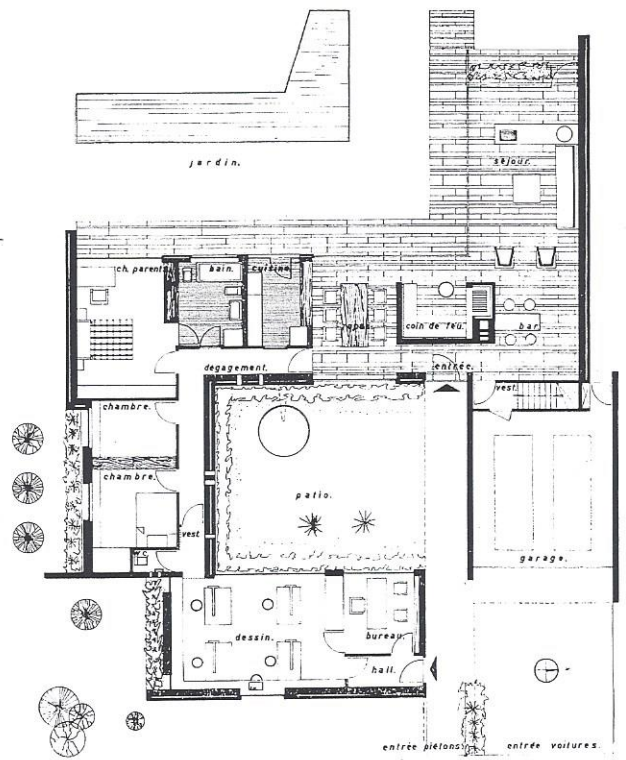 jardin.
séjour.
ch. parents
bain.
cuisine
repas.
coin de feu.
bar
dégagement.
entrée.
vest.
chambre.
chambre.
patio.
vest
w.c.
garage.
dessin.
bureau.
hall.
entrée piétons.
entrée voitures.